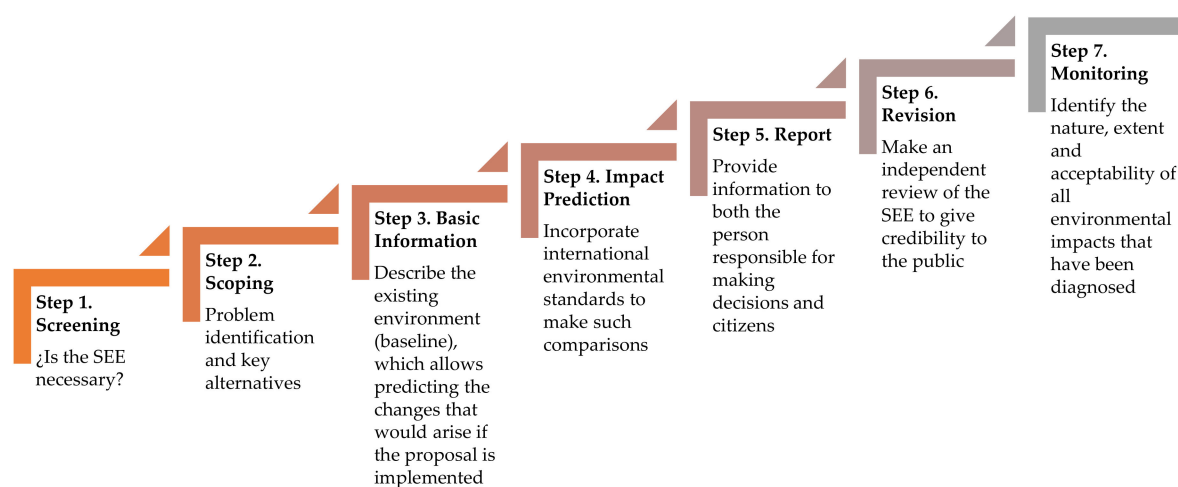 Step 1.
Screening
¿Is the SEE
necessary?
Step 2.
Scoping
Problem
identification
and key
alternatives
Step 3. Basic
Information
Describe the
existing
environment
(baseline),
which allows
predicting the
changes that
would arise if
the proposal is
implemented
Step 4. Impact
Prediction
Incorporate
international
environmental
standards to
make such
comparisons
Step 5. Report
Provide
information to
both the
person
responsible for
making
decisions and
citizens
Step 6.
Revision
Make an
independent
review of the
SEE to give
credibility to
the public
Step 7.
Monitoring
Identify the
nature, extent
and
acceptability of
all
environmental
impacts that
have been
diagnosed